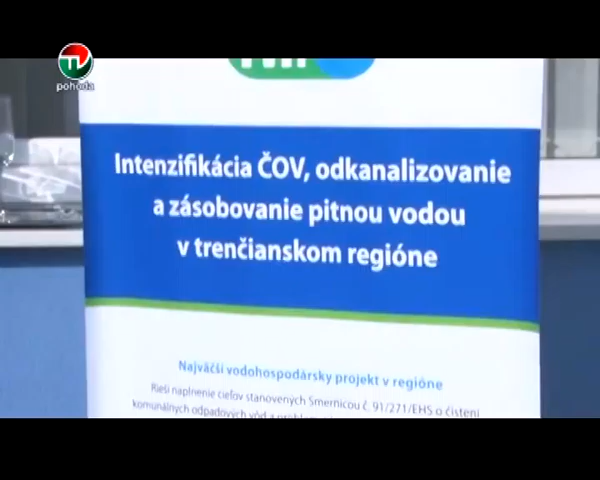 TV
pohoda
Intenzifikácia ČOV, odkanalizovanie
a zásobovanie pitnou vodou
v trenčianskom regióne
Najväčší vodohospodársky projekt v regióne
Rieši naplnenie cieľov stanovených Smernicou č. 91/271/EHS o čistení
komunálnych odpadových vôd a